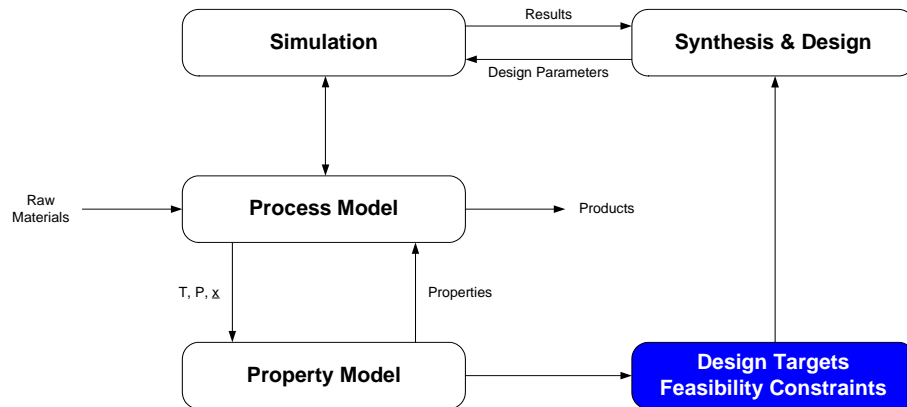 Results
Simulation
Synthesis & Design
Design Parameters
Raw
Materials
Process Model
Products
T, P, x
Properties
Property Model
Design Targets
Feasibility Constraints